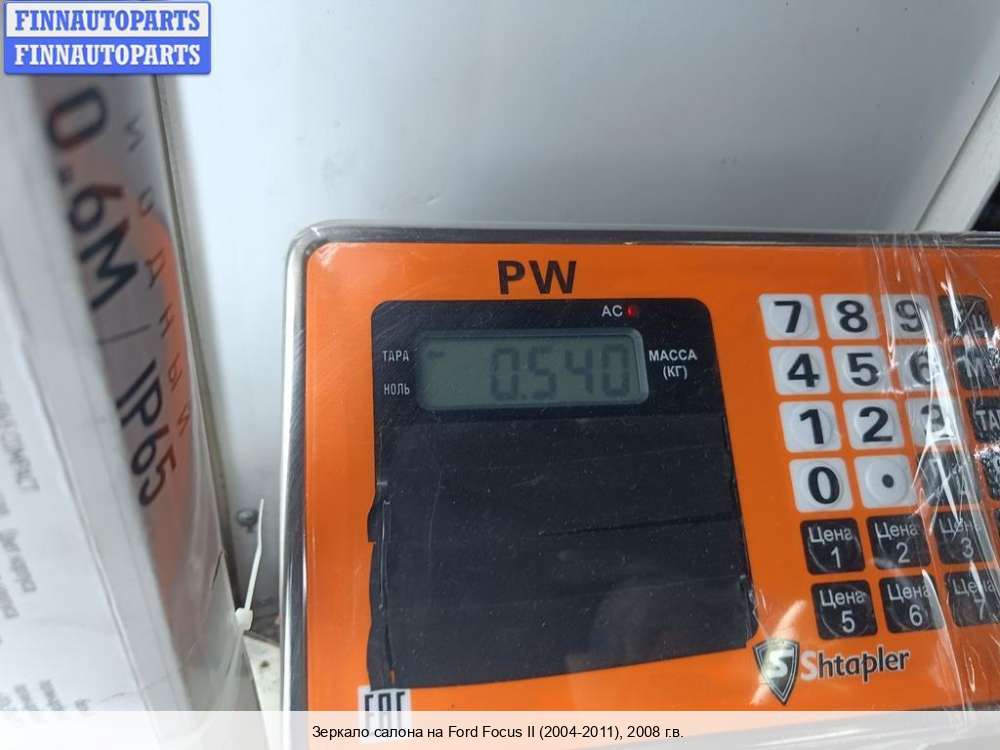 FINNAUTOPARTS
FINNAUTOPARTS
0.6М / IP65
PW
AC
ТАРА
НОЛЬ
0.540
МАССА
(КГ)
7 8 9
4 5 6
1 2 3
0 .
Цена 1
Цена 2
Цена 3
Цена 5
Цена 6
Цена 7
Shtapler
EAC
Зеркало салона на Ford Focus II (2004-2011), 2008 г.в.